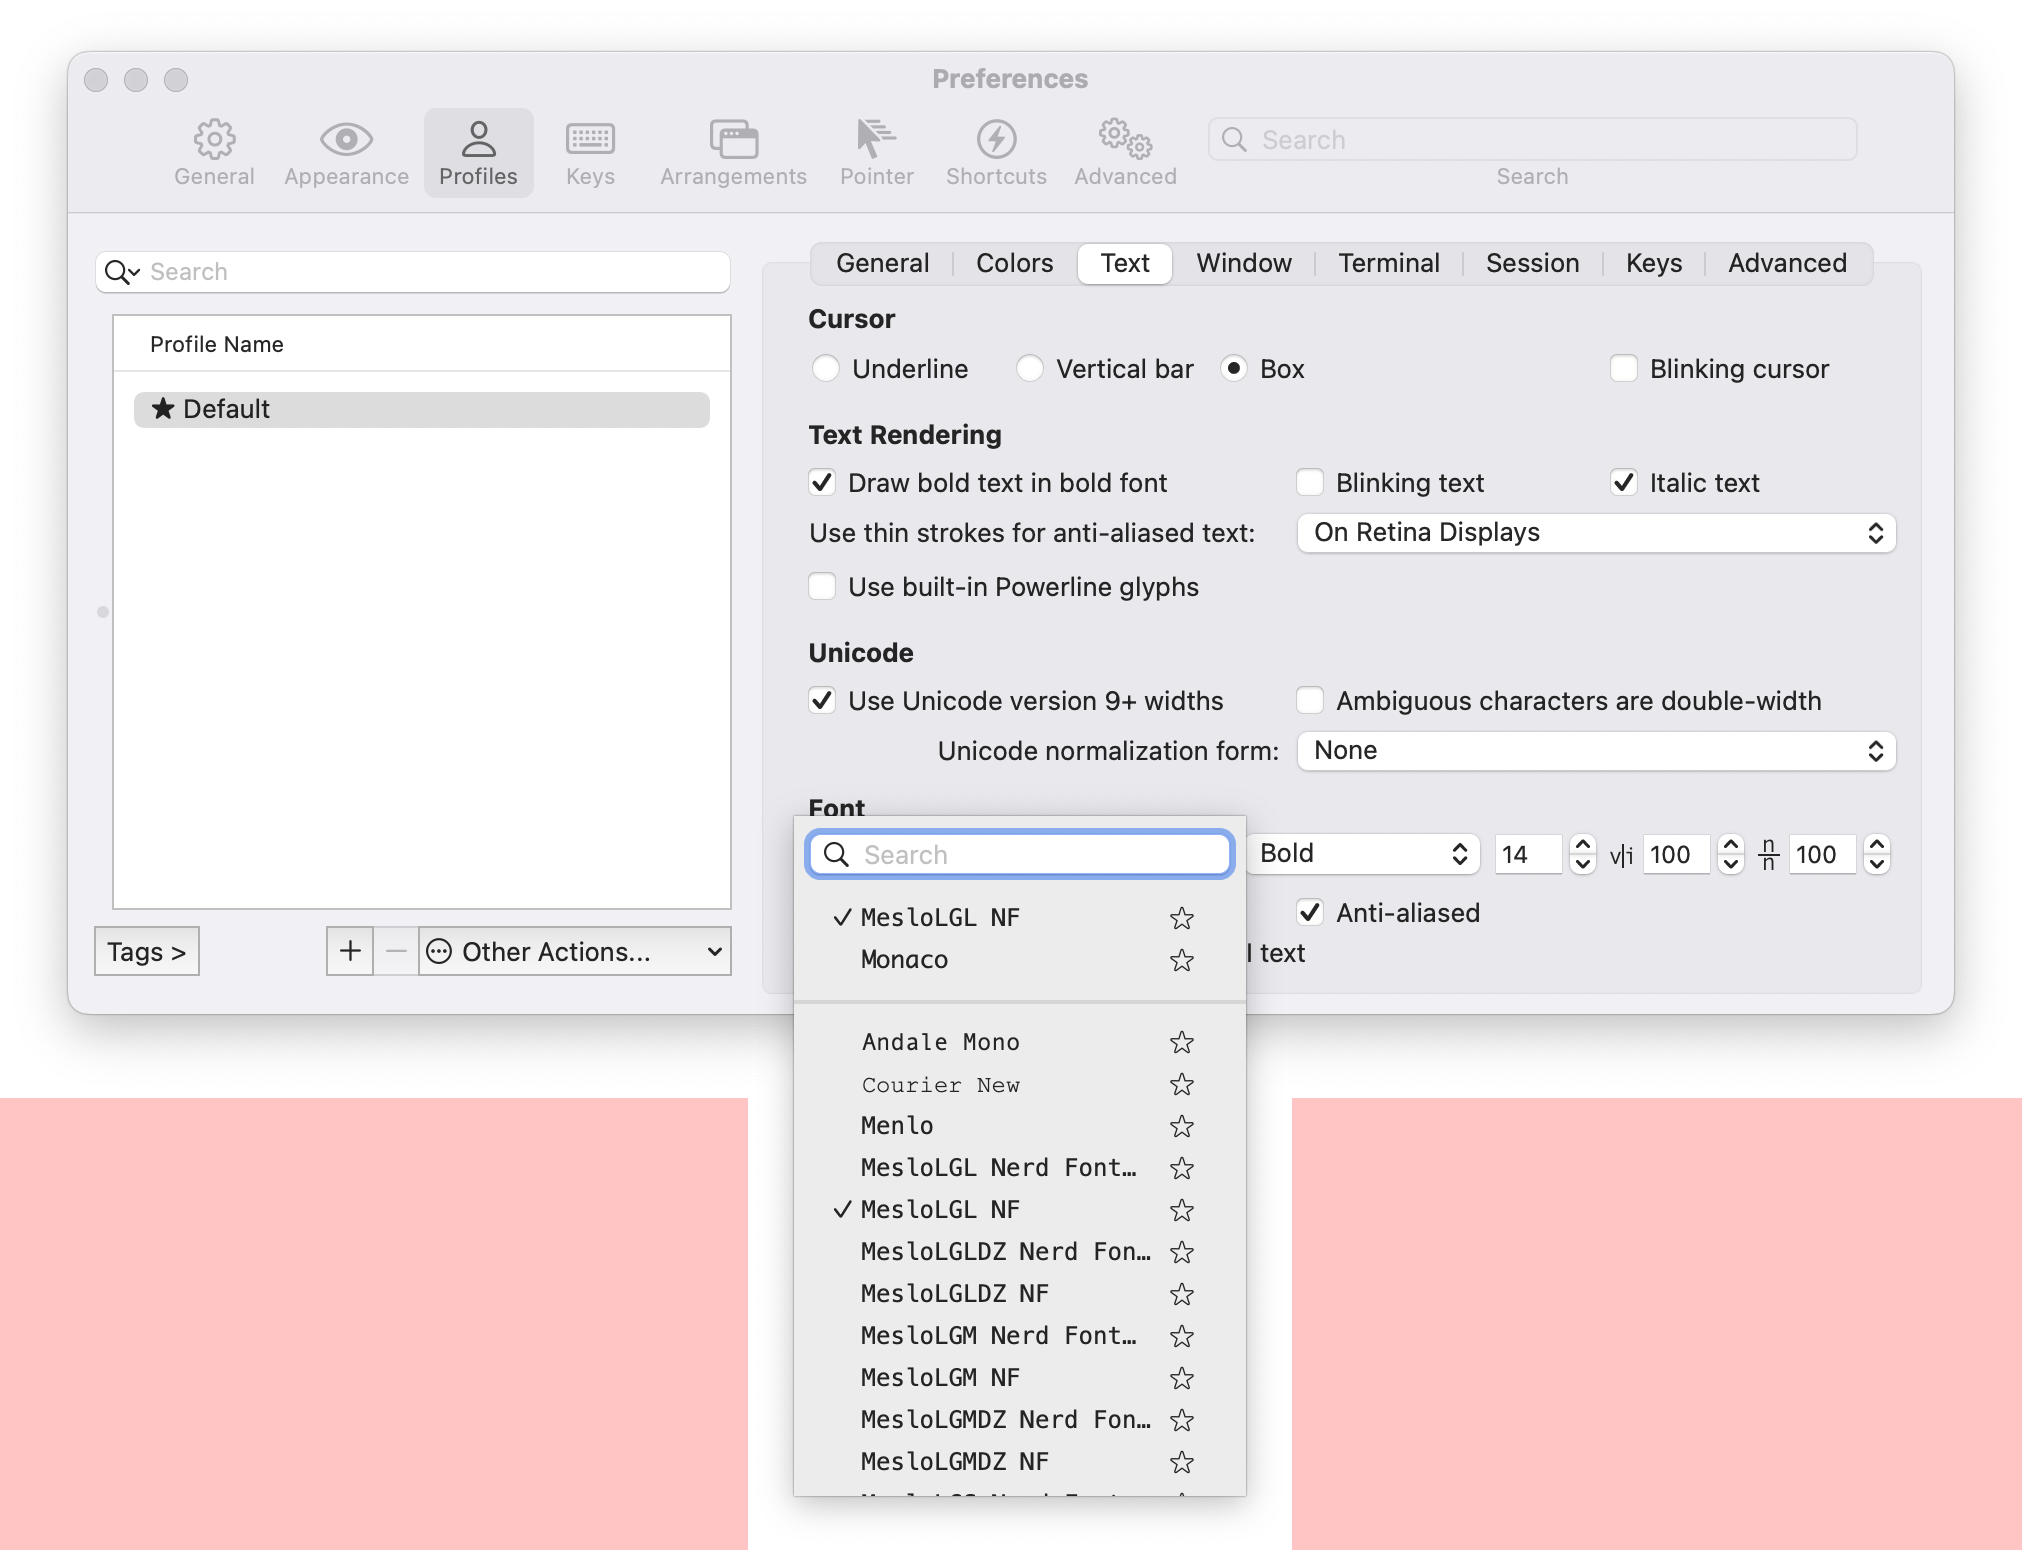 Preferences
General Appearance Profiles Keys Arrangements Pointer Shortcuts Advanced Search
Search
Search
Profile Name
★ Default
Tags >
+ − Other Actions...
General Colors Text Window Terminal Session Keys Advanced
Cursor
Underline Vertical bar Box Blinking cursor
Text Rendering
Draw bold text in bold font Blinking text Italic text
Use thin strokes for anti-aliased text: On Retina Displays
Use built-in Powerline glyphs
Unicode
Use Unicode version 9+ widths Ambiguous characters are double-width
Unicode normalization form: None
Font
Search Bold 14 v|i 100 n/n 100
Anti-aliased
text
✓ MesloLGL NF
Monaco
Andale Mono
Courier New
Menlo
MesloLGL Nerd Font…
✓ MesloLGL NF
MesloLGLDZ Nerd Fon…
MesloLGLDZ NF
MesloLGM Nerd Font…
MesloLGM NF
MesloLGMDZ Nerd Fon…
MesloLGMDZ NF